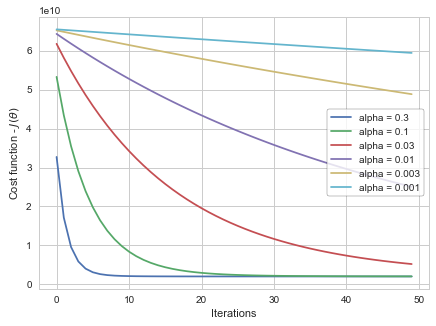 1e10
6
5
4
3
2
1
0
Cost function - J(θ)
0
10
20
30
40
50
Iterations
alpha = 0.3
alpha = 0.1
alpha = 0.03
alpha = 0.01
alpha = 0.003
alpha = 0.001